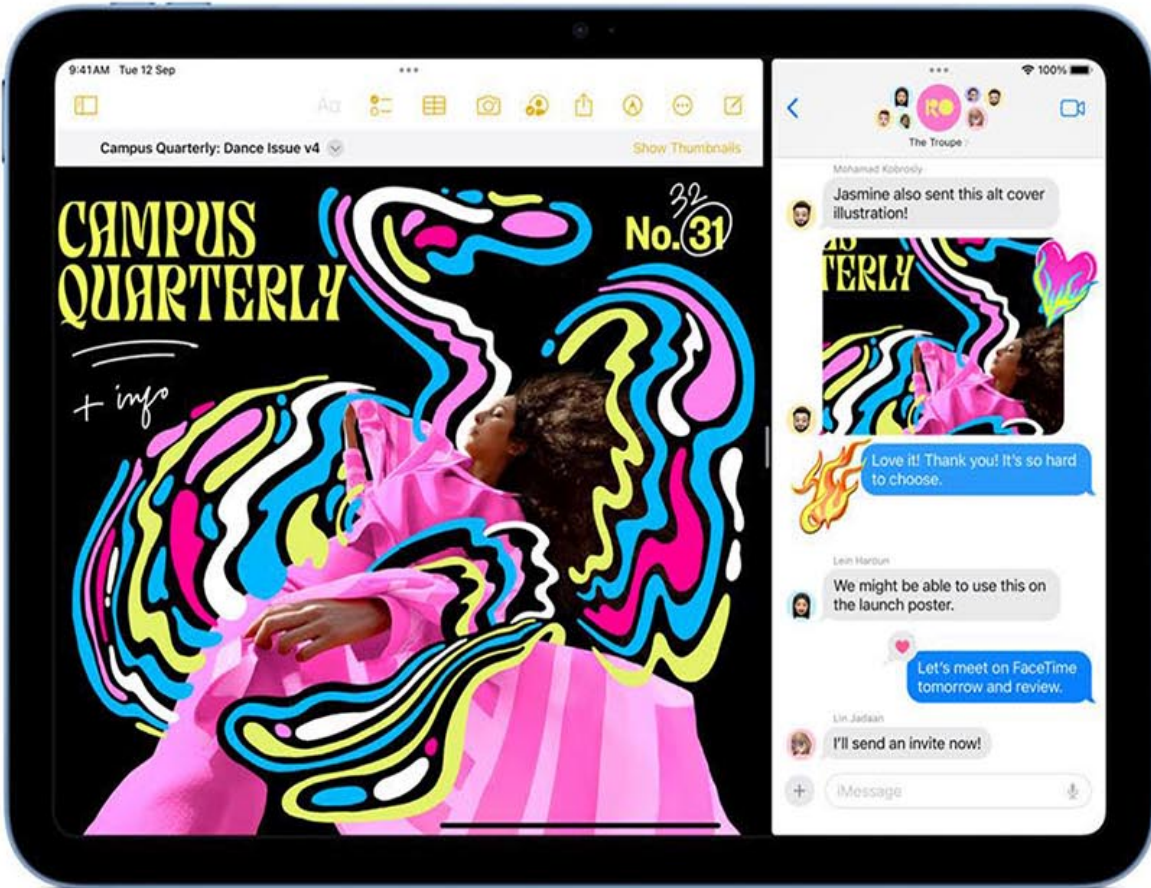 9:41AM Tue 12 Sep
Aa
Campus Quarterly: Dance Issue v4
Show Thumbnails
CAMPUS
QUARTERLY
+ info
32
No. 31
100%
RO
The Troupe
Mohamad Kobrosly
Jasmine also sent this alt cover
illustration!
TERLY
Love it! Thank you! It's so hard
to choose.
Lein Haroun
We might be able to use this on
the launch poster.
Let's meet on FaceTime
tomorrow and review.
Lin Jadaan
I'll send an invite now!
iMessage